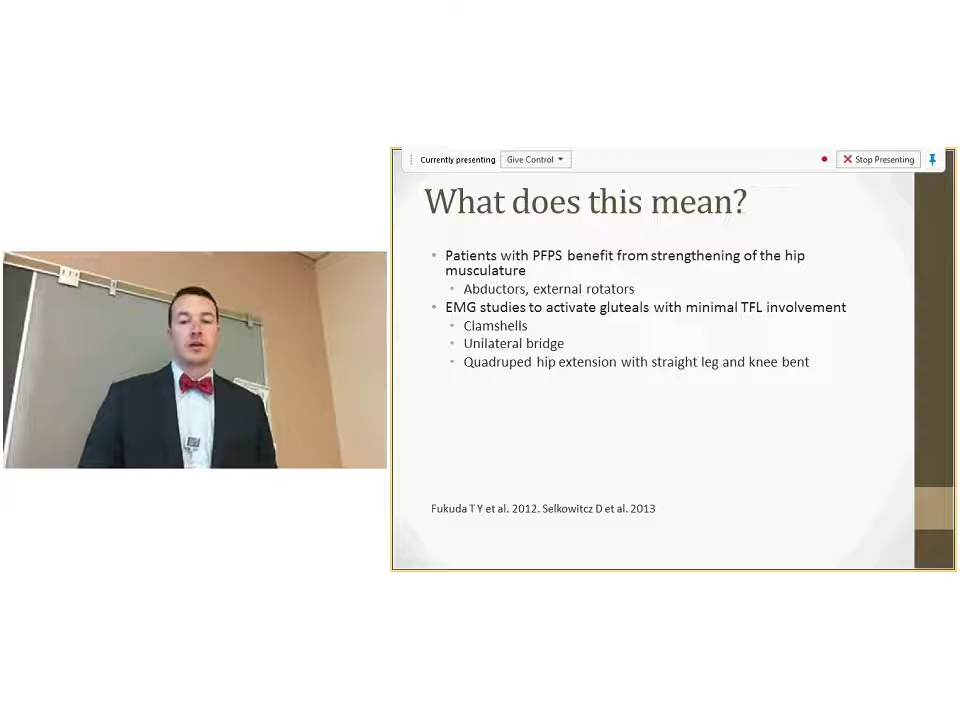 Currently presenting Give Control Stop Presenting
What does this mean?
Patients with PFPS benefit from strengthening of the hip
musculature
Abductors, external rotators
EMG studies to activate gluteals with minimal TFL involvement
Clamshells
Unilateral bridge
Quadruped hip extension with straight leg and knee bent
Fukuda T Y et al. 2012. Selkowitcz D et al. 2013